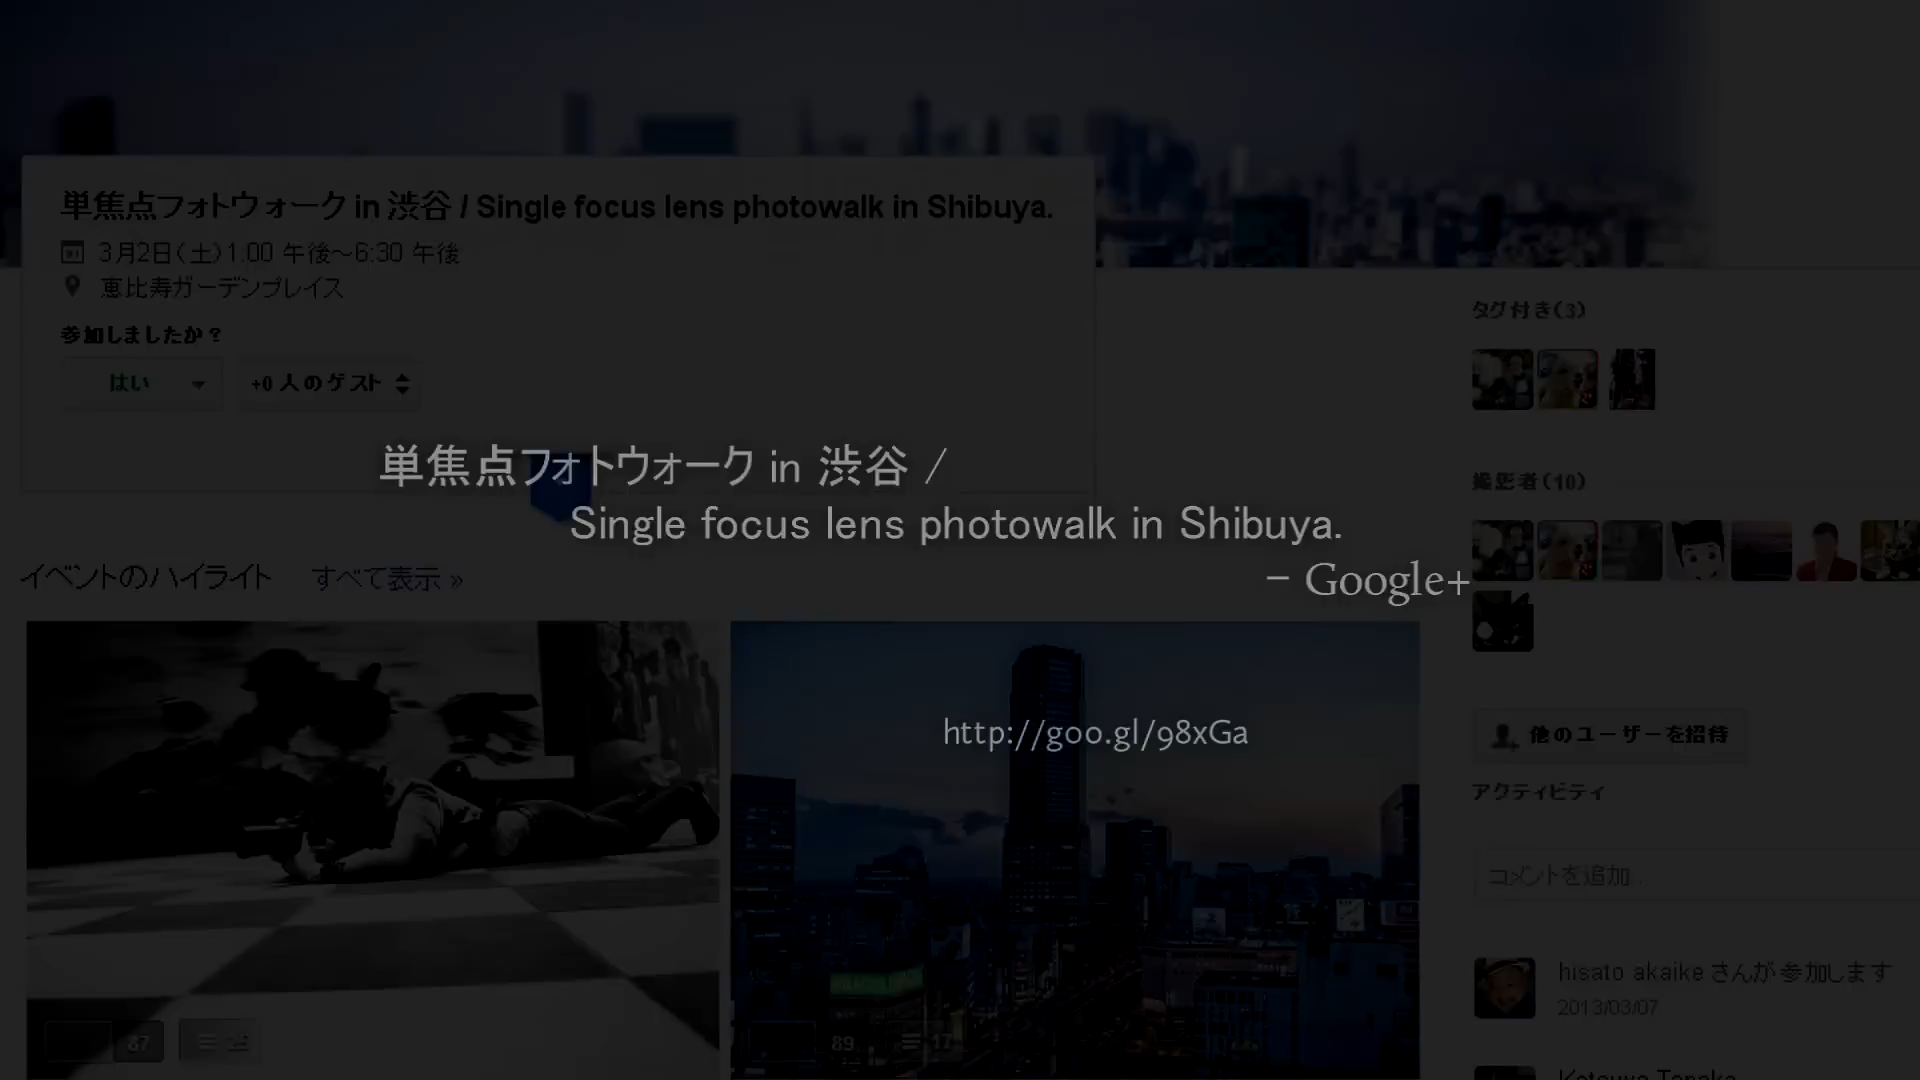 単焦点フォトウォーク in 渋谷 / Single focus lens photowalk in Shibuya.
3月2日(土)1:00 午後～6:30 午後
恵比寿ガーデンプレイス
参加しましたか？
はい
+0 人のゲスト
単焦点フォトウォーク in 渋谷 /
Single focus lens photowalk in Shibuya.
- Google+
http://goo.gl/98xGa
イベントのハイライト すべて表示 »
87
89 17
タグ付き(3)
撮影者(10)
他のユーザーを招待
アクティビティ
コメントを追加...
hisato akaike さんが参加します
2013/03/07